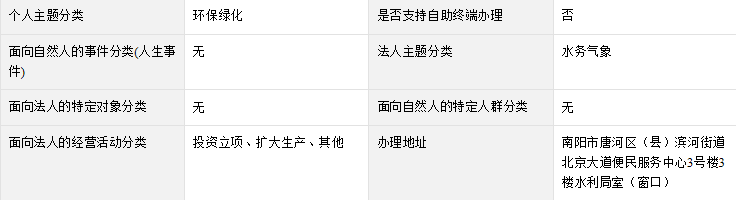 个人主题分类 环保绿化 是否支持自助终端办理 否
面向自然人的事件分类(人生事
件) 无 法人主题分类 水务气象
面向法人的特定对象分类 无 面向自然人的特定人群分类 无
面向法人的经营活动分类 投资立项、扩大生产、其他 办理地址 南阳市唐河区（县）滨河街道
北京大道便民服务中心3号楼3
楼水利局室（窗口）